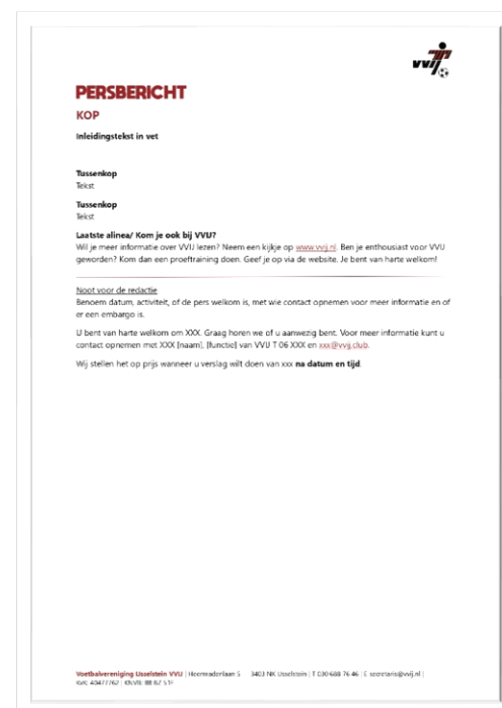 vvij
PERSBERICHT
KOP
Inleidingstekst in vet
Tussenkop
Tekst
Tussenkop
Tekst
Laatste alinea/ Kom je ook bij VVIJ?
Wil je meer informatie over VVIJ lezen? Neem een kijkje op www.vvij.nl. Ben je enthousiast voor VVIJ
geworden? Kom dan een proeftraining doen. Geef je op via de website. Je bent van harte welkom!
Noot voor de redactie
Benoem datum, activiteit, of de pers welkom is, met wie contact opnemen voor meer informatie en of
er een embargo is.
U bent van harte welkom om XXX. Graag horen we of u aanwezig bent. Voor meer informatie kunt u
contact opnemen met XXX [naam], [functie] van VVIJ T 06 XXX en xxx@vvij.club.
Wij stellen het op prijs wanneer u verslag wilt doen van xxx na datum en tijd.
Voetbalvereniging IJsselstein VVIJ | Heemradenlaan 5 3403 NK IJsselstein | T 030 688 76 46 | E secretaris@vvij.nl |
KvK: 40477762 | KNVB: